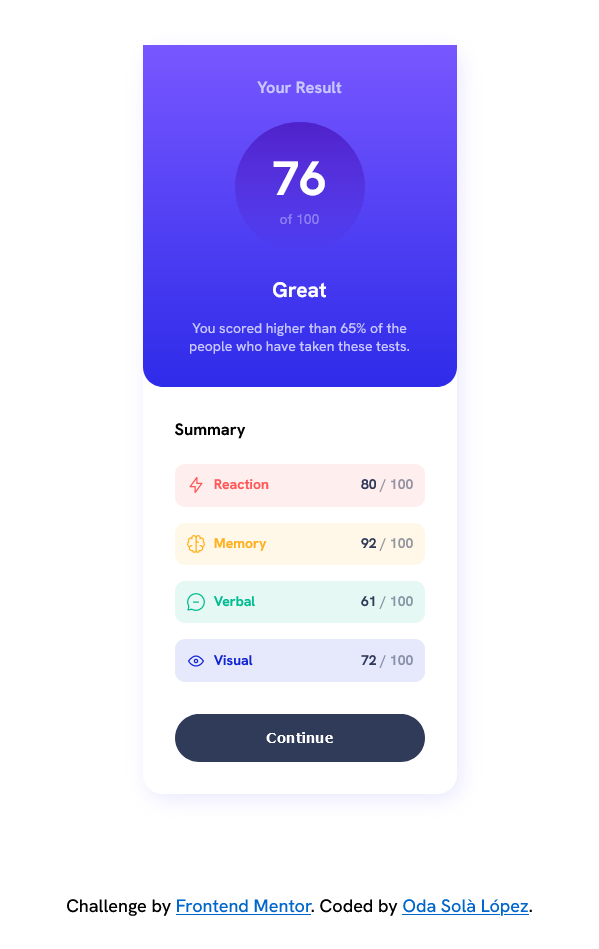 Your Result
76
of 100
Great
You scored higher than 65% of the
people who have taken these tests.
Summary
Reaction 80 / 100
Memory 92 / 100
Verbal 61 / 100
Visual 72 / 100
Continue
Challenge by Frontend Mentor. Coded by Oda Solà López.